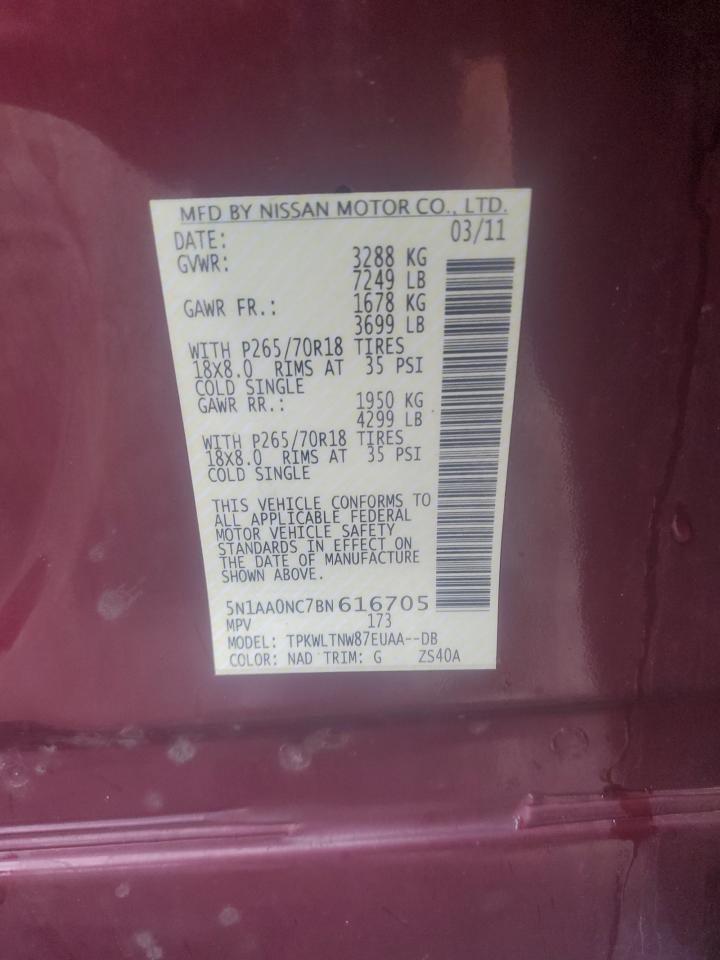 MFD BY NISSAN MOTOR CO., LTD.
DATE: 03/11
GVWR: 3288 KG
7249 LB
GAWR FR.: 1678 KG
3699 LB
WITH P265/70R18 TIRES
18X8.0 RIMS AT 35 PSI
COLD SINGLE
GAWR RR.: 1950 KG
4299 LB
WITH P265/70R18 TIRES
18X8.0 RIMS AT 35 PSI
COLD SINGLE
THIS VEHICLE CONFORMS TO
ALL APPLICABLE FEDERAL
MOTOR VEHICLE SAFETY
STANDARDS IN EFFECT ON
THE DATE OF MANUFACTURE
SHOWN ABOVE.
5N1AA0NC7BN616705
MPV 173
MODEL: TPKWLTNW87EUAA--DB
COLOR: NAD TRIM: G ZS40A